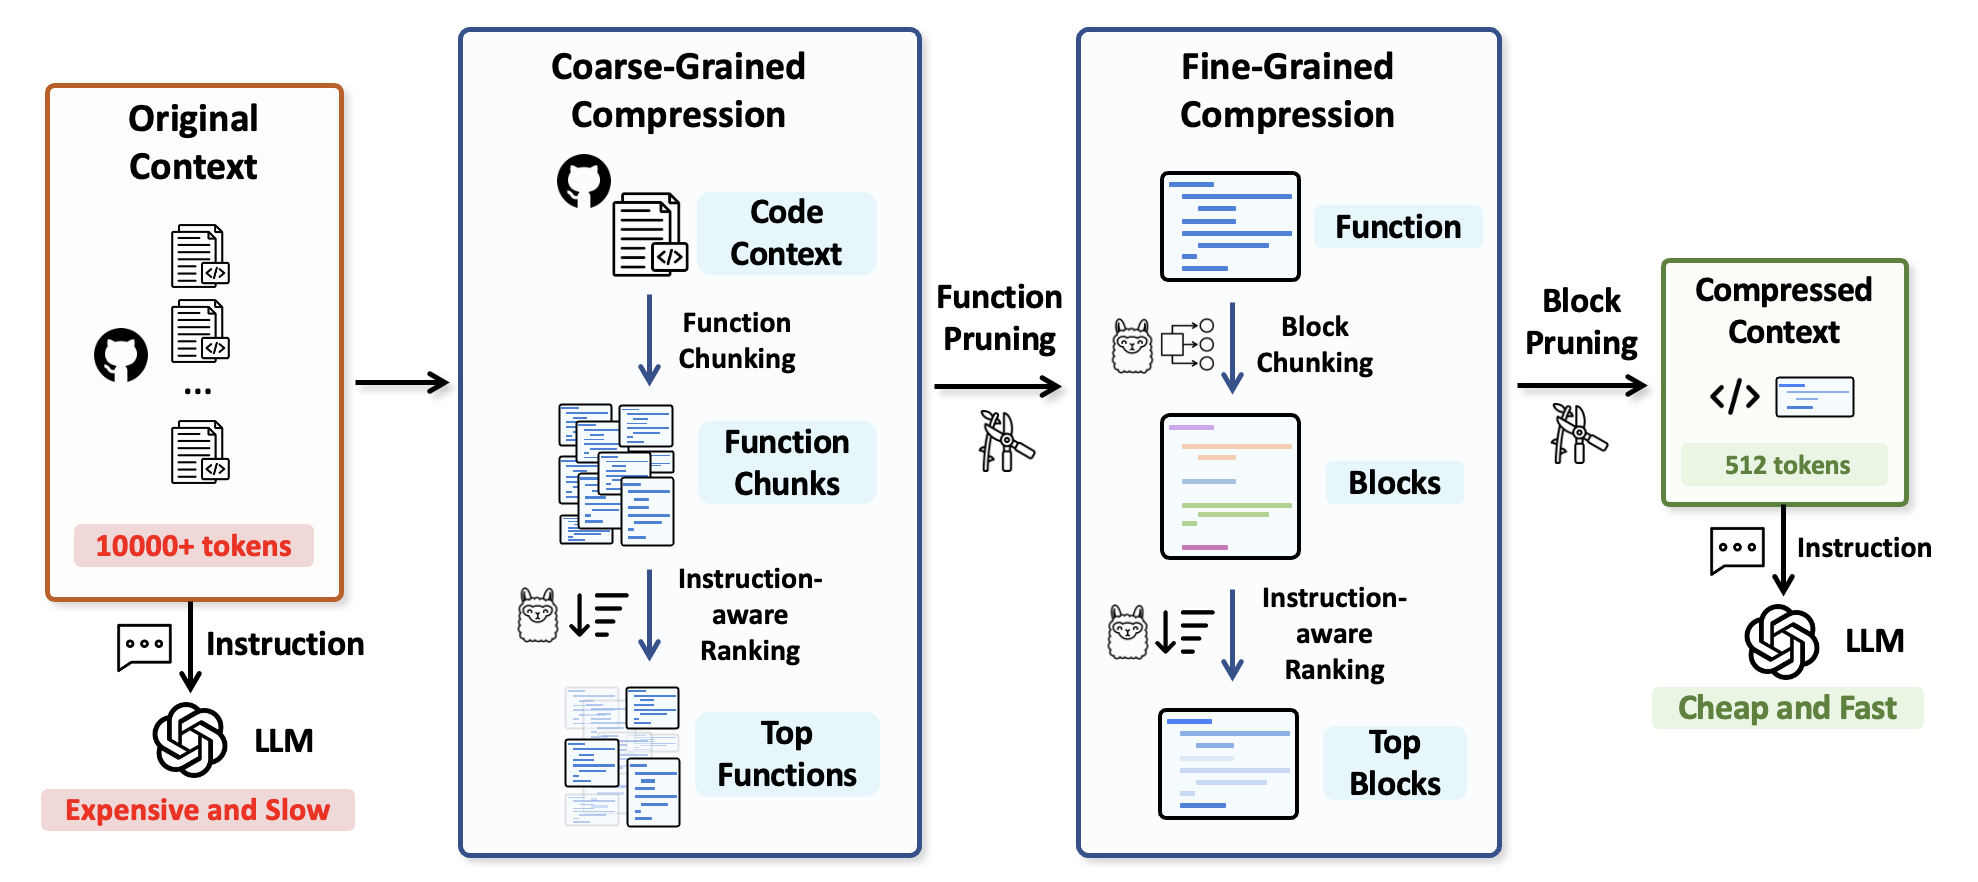 Original
Context
10000+ tokens
Instruction
LLM
Expensive and Slow
Coarse-Grained
Compression
Code
Context
</>
Function
Chunking
Function
Chunks
Instruction-
aware
Ranking
Top
Functions
Function
Pruning
Fine-Grained
Compression
Function
Block
Chunking
Blocks
Instruction-
aware
Ranking
Top
Blocks
Block
Pruning
Compressed
Context
</>
512 tokens
Instruction
LLM
Cheap and Fast